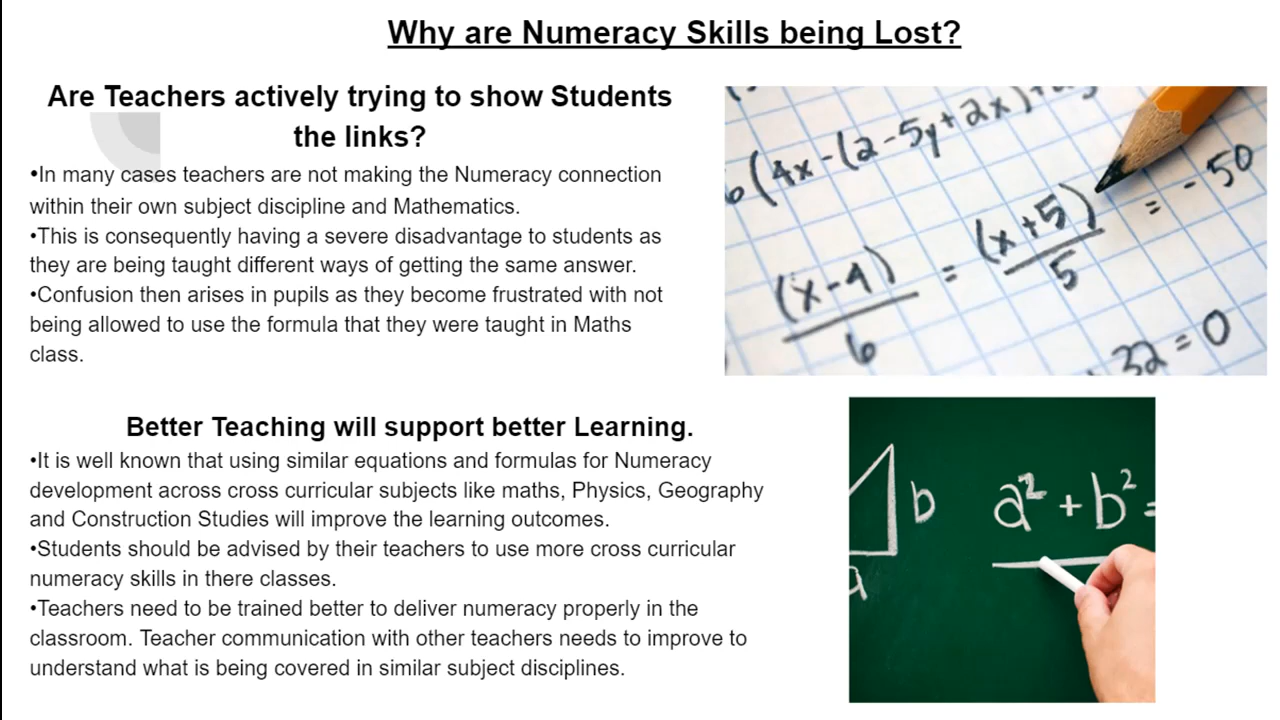 Why are Numeracy Skills being Lost?
Are Teachers actively trying to show Students
the links?
•In many cases teachers are not making the Numeracy connection
within their own subject discipline and Mathematics.
•This is consequently having a severe disadvantage to students as
they are being taught different ways of getting the same answer.
•Confusion then arises in pupils as they become frustrated with not
being allowed to use the formula that they were taught in Maths
class.
6(4x-(2-5y+2x)+
(x-4)/6 = (x+5)/5 = -50
32=0
Better Teaching will support better Learning.
•It is well known that using similar equations and formulas for Numeracy
development across cross curricular subjects like maths, Physics, Geography
and Construction Studies will improve the learning outcomes.
•Students should be advised by their teachers to use more cross curricular
numeracy skills in there classes.
•Teachers need to be trained better to deliver numeracy properly in the
classroom. Teacher communication with other teachers needs to improve to
understand what is being covered in similar subject disciplines.
b a² + b² =
a